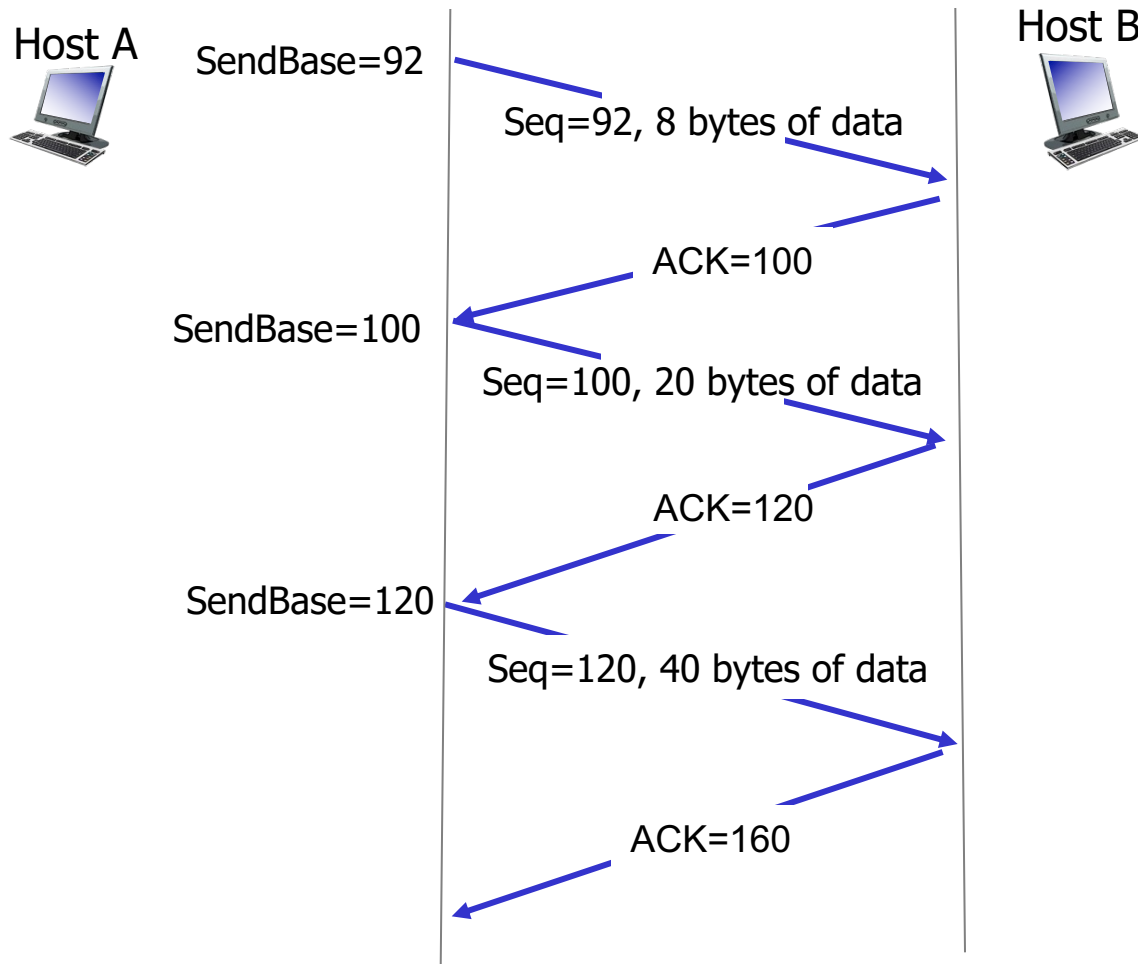 Host A
Host B
SendBase=92
Seq=92, 8 bytes of data
ACK=100
SendBase=100
Seq=100, 20 bytes of data
ACK=120
SendBase=120
Seq=120, 40 bytes of data
ACK=160